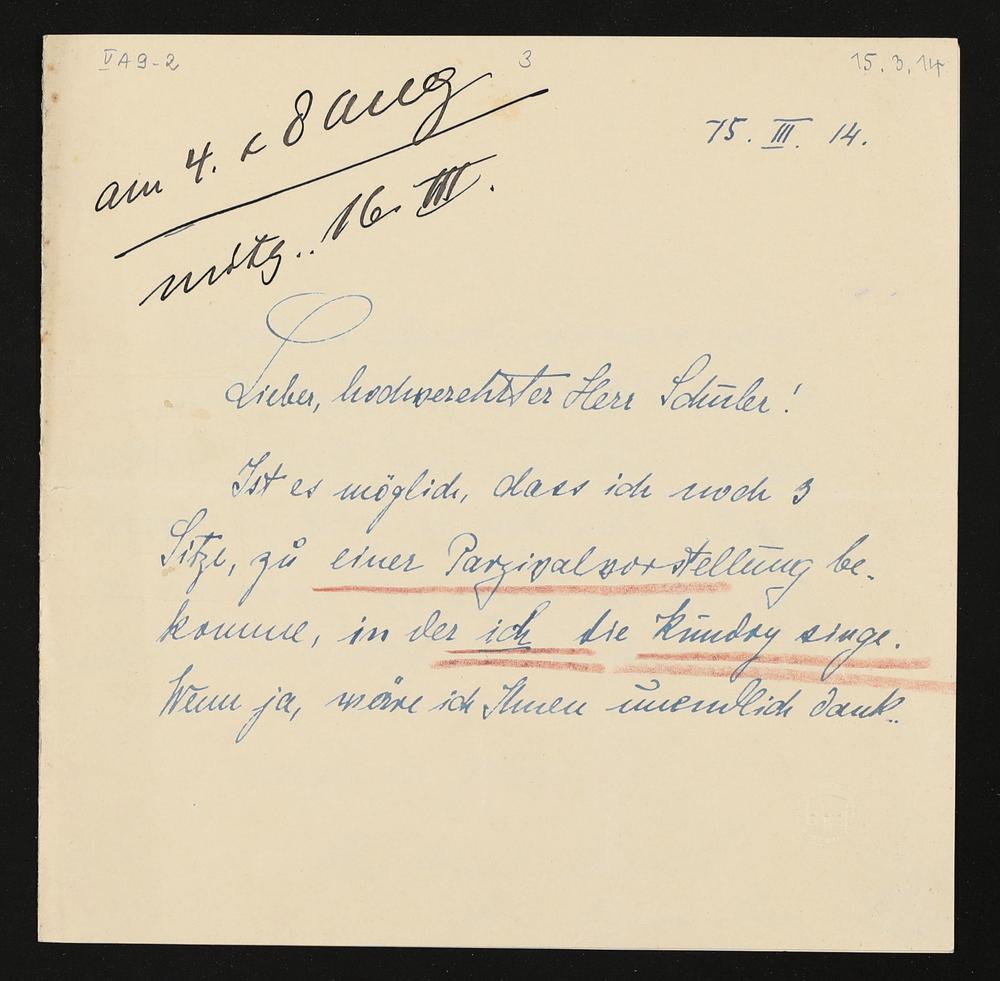 VA9-2
3
15.3.14
am 4. & 8 Aug
mitg.. 16. III.
15. III. 14.
Lieber, hochverehrter Herr Schuler!
Ist es möglich, dass ich noch 3
Sitze, zu einer Parzivalvorstellung be-
komme, in der ich die Kundry singe.
Wenn ja, wäre ich Ihnen unendlich dank-